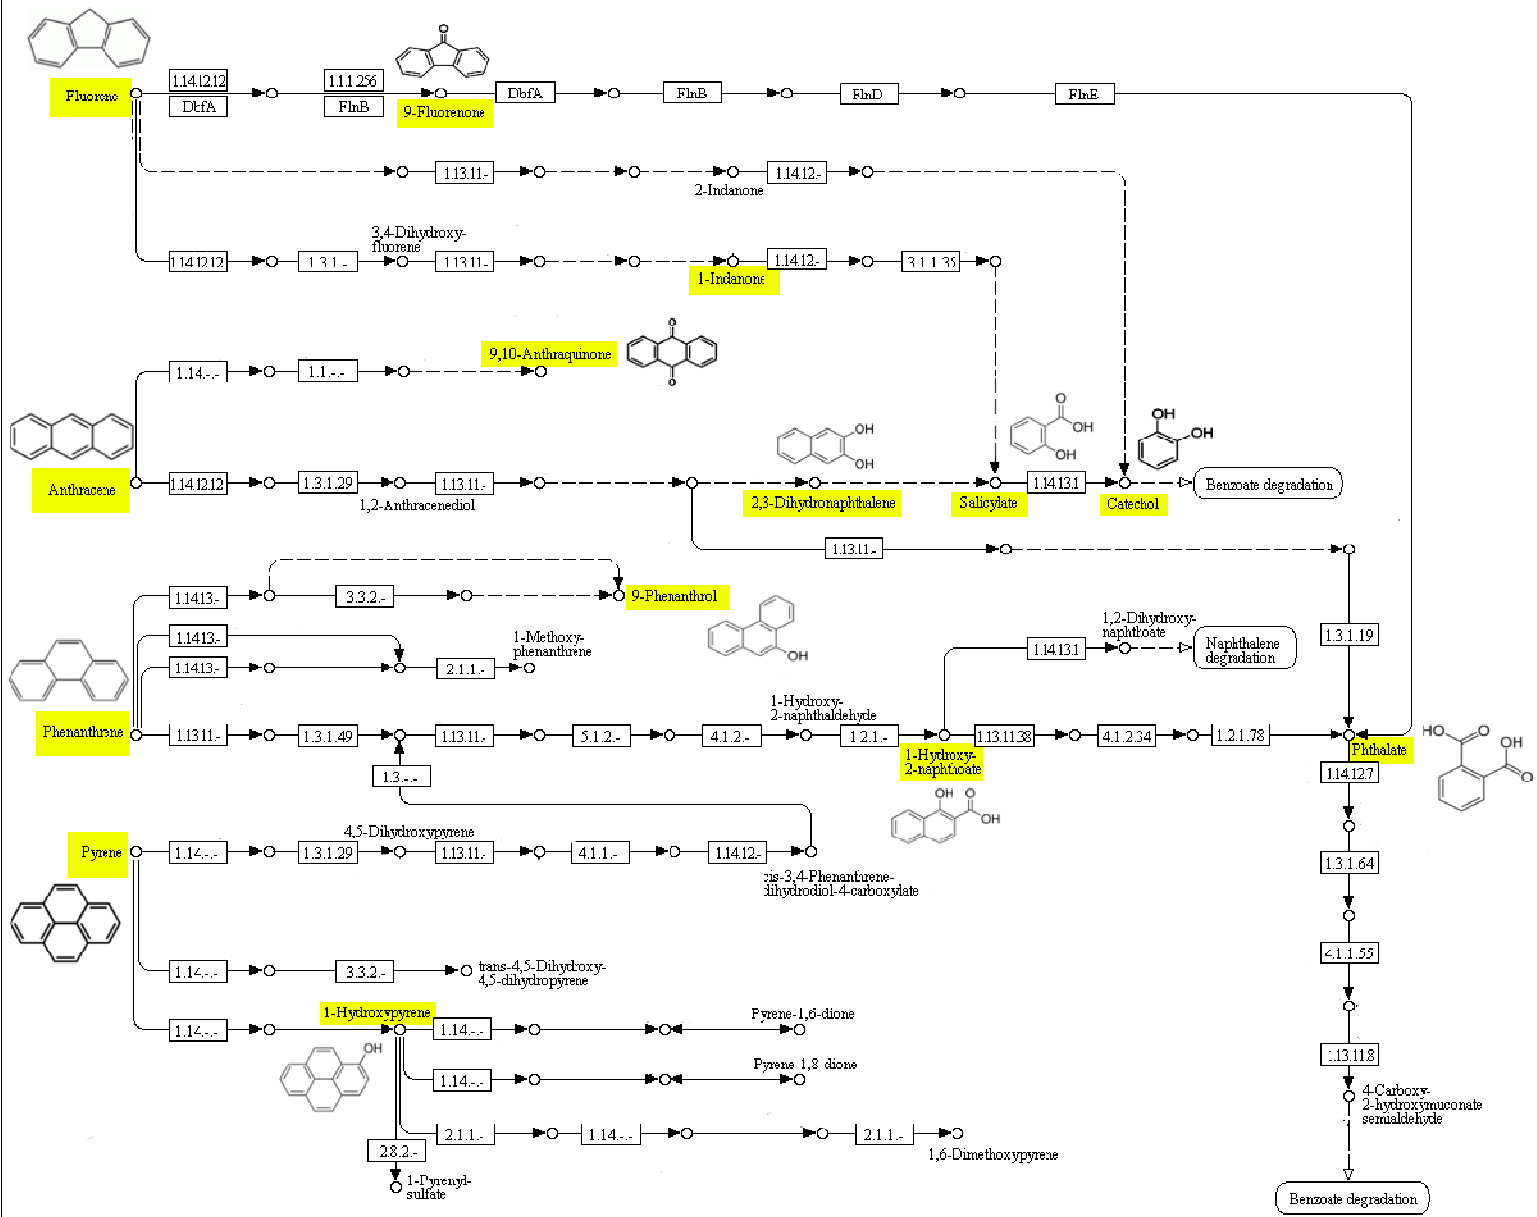 O
1.14.12.12
1.1.1.256
Fluorene
DbfA
FlnB
9-Fluorenone
DbfA
FlnB
FlnD
FlnE
1.13.11.-
2-Indanone
1.14.12.-
3,4-Dihydroxy-
fluorene
1.14.12.12
1.3.1.-
1.13.11.-
1-Indanone
1.14.12.-
3.1.1.35
O
9,10-Anthraquinone
O
1.14.-.-
1.1.-.-
Anthracene
1.14.12.12
1.3.1.29
1,2-Anthracenediol
1.13.11.-
OH
OH
2,3-Dihydronaphthalene
O
OH
OH
Salicylate
1.14.13.1
OH
OH
Catechol
Benzoate degradation
1.13.11.-
1.14.13.-
3.3.2.-
9-Phenanthrol
OH
1.14.13.-
1-Methoxy-
phenanthrene
1.14.13.-
2.1.1.-
1,2-Dihydroxy-
naphthoate
1.14.13.1
Naphthalene
degradation
1.3.1.19
Phenanthrene
1.13.11.-
1.3.1.49
1.13.11.-
5.1.2.-
4.1.2.-
1-Hydroxy-
2-naphthaldehyde
1.2.1.-
1-Hydroxy-
2-naphthoate
1.13.11.38
4.1.2.34
1.2.1.78
Phthalate
HO
O
OH
O
1.3.-.-
OH
O
OH
1.14.12.7
Pyrene
1.14.-.-
4,5-Dihydroxypyrene
1.3.1.29
1.13.11.-
4.1.1.-
1.14.12.-
cis-3,4-Phenanthrene-
dihydrodiol-4-carboxylate
1.3.1.64
1.14.-.-
3.3.2.-
trans-4,5-Dihydroxy-
4,5-dihydropyrene
4.1.1.55
1.14.-.-
1-Hydroxypyrene
OH
1.14.-.-
Pyrene-1,6-dione
1.14.-.-
Pyrene-1,8-dione
1.13.11.8
4-Carboxy-
2-hydroxymuconate
semialdehyde
2.1.1.-
1.14.-.-
2.1.1.-
1,6-Dimethoxypyrene
2.8.2.-
1-Pyrenyl-
sulfate
Benzoate degradation